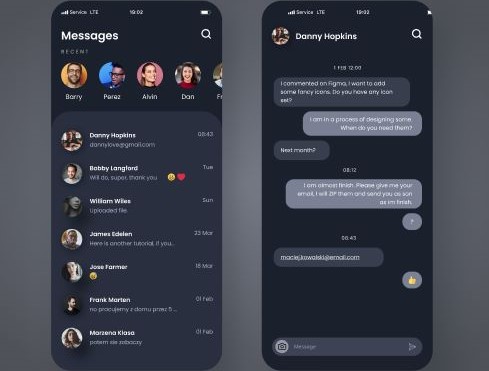 Service LTE
19:02
Messages
RECENT
Barry
Perez
Alvin
Dan
Fr
Danny Hopkins
08:43
dannylove@gmail.com
Bobby Langford
Tue
Will do, super, thank you
William Wiles
Sun
Uploaded file.
James Edelen
23 Mar
Here is another tutorial, if you...
Jose Farmer
18 Mar
Frank Marten
01 Feb
no pracujemy z domu przez 5 ...
Marzena Klasa
01 Feb
potem sie zobaczy
Service LTE
19:02
Danny Hopkins
1 FEB 12:00
I commented on Figma, I want to add
some fancy icons. Do you have any icon
set?
I am in a process of designing some.
When do you need them?
Next month?
08:12
I am almost finish. Please give me your
email, I will ZIP them and send you as son
as im finish.
?
08:43
maciej.kowalski@email.com
Message